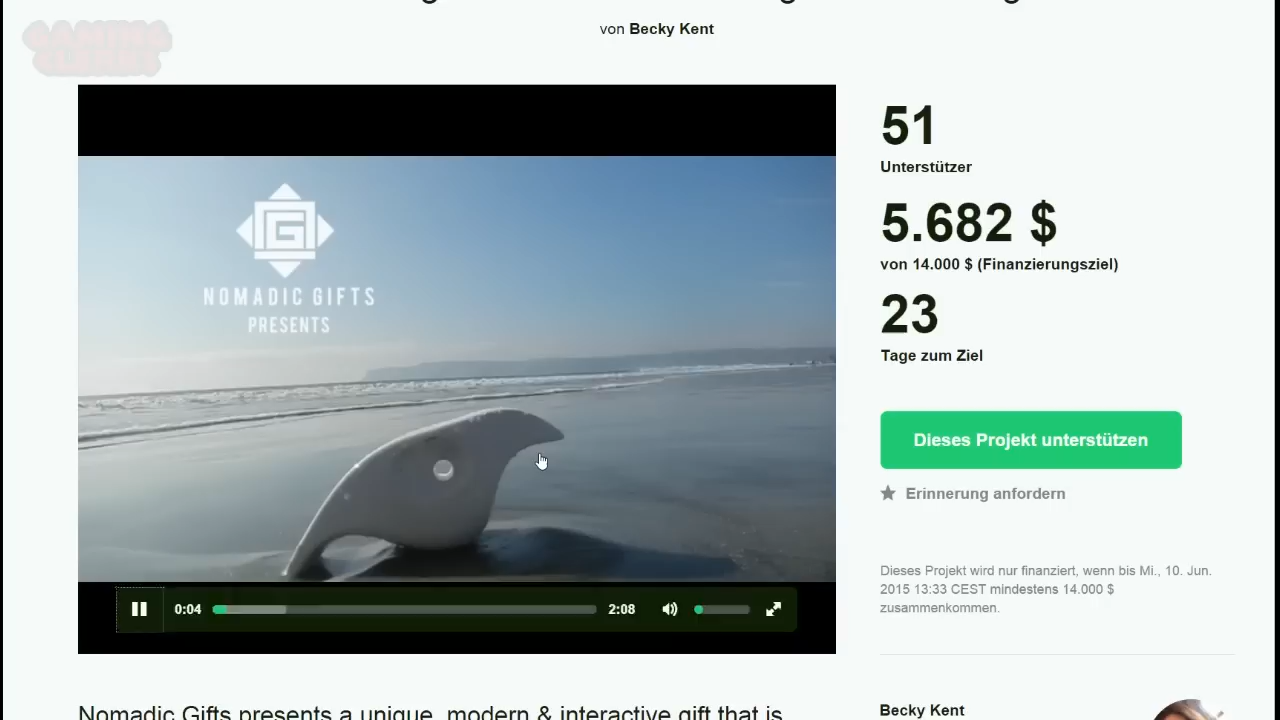 von Becky Kent
51
Unterstützer
5.682 $
von 14.000 $ (Finanzierungsziel)
23
Tage zum Ziel
NOMADIC GIFTS
PRESENTS
Dieses Projekt unterstützen
Erinnerung anfordern
Dieses Projekt wird nur finanziert, wenn bis Mi., 10. Jun.
2015 13:33 CEST mindestens 14.000 $
zusammenkommen.
0:04
2:08
Nomadic Gifts presents a unique, modern & interactive gift that is
Becky Kent